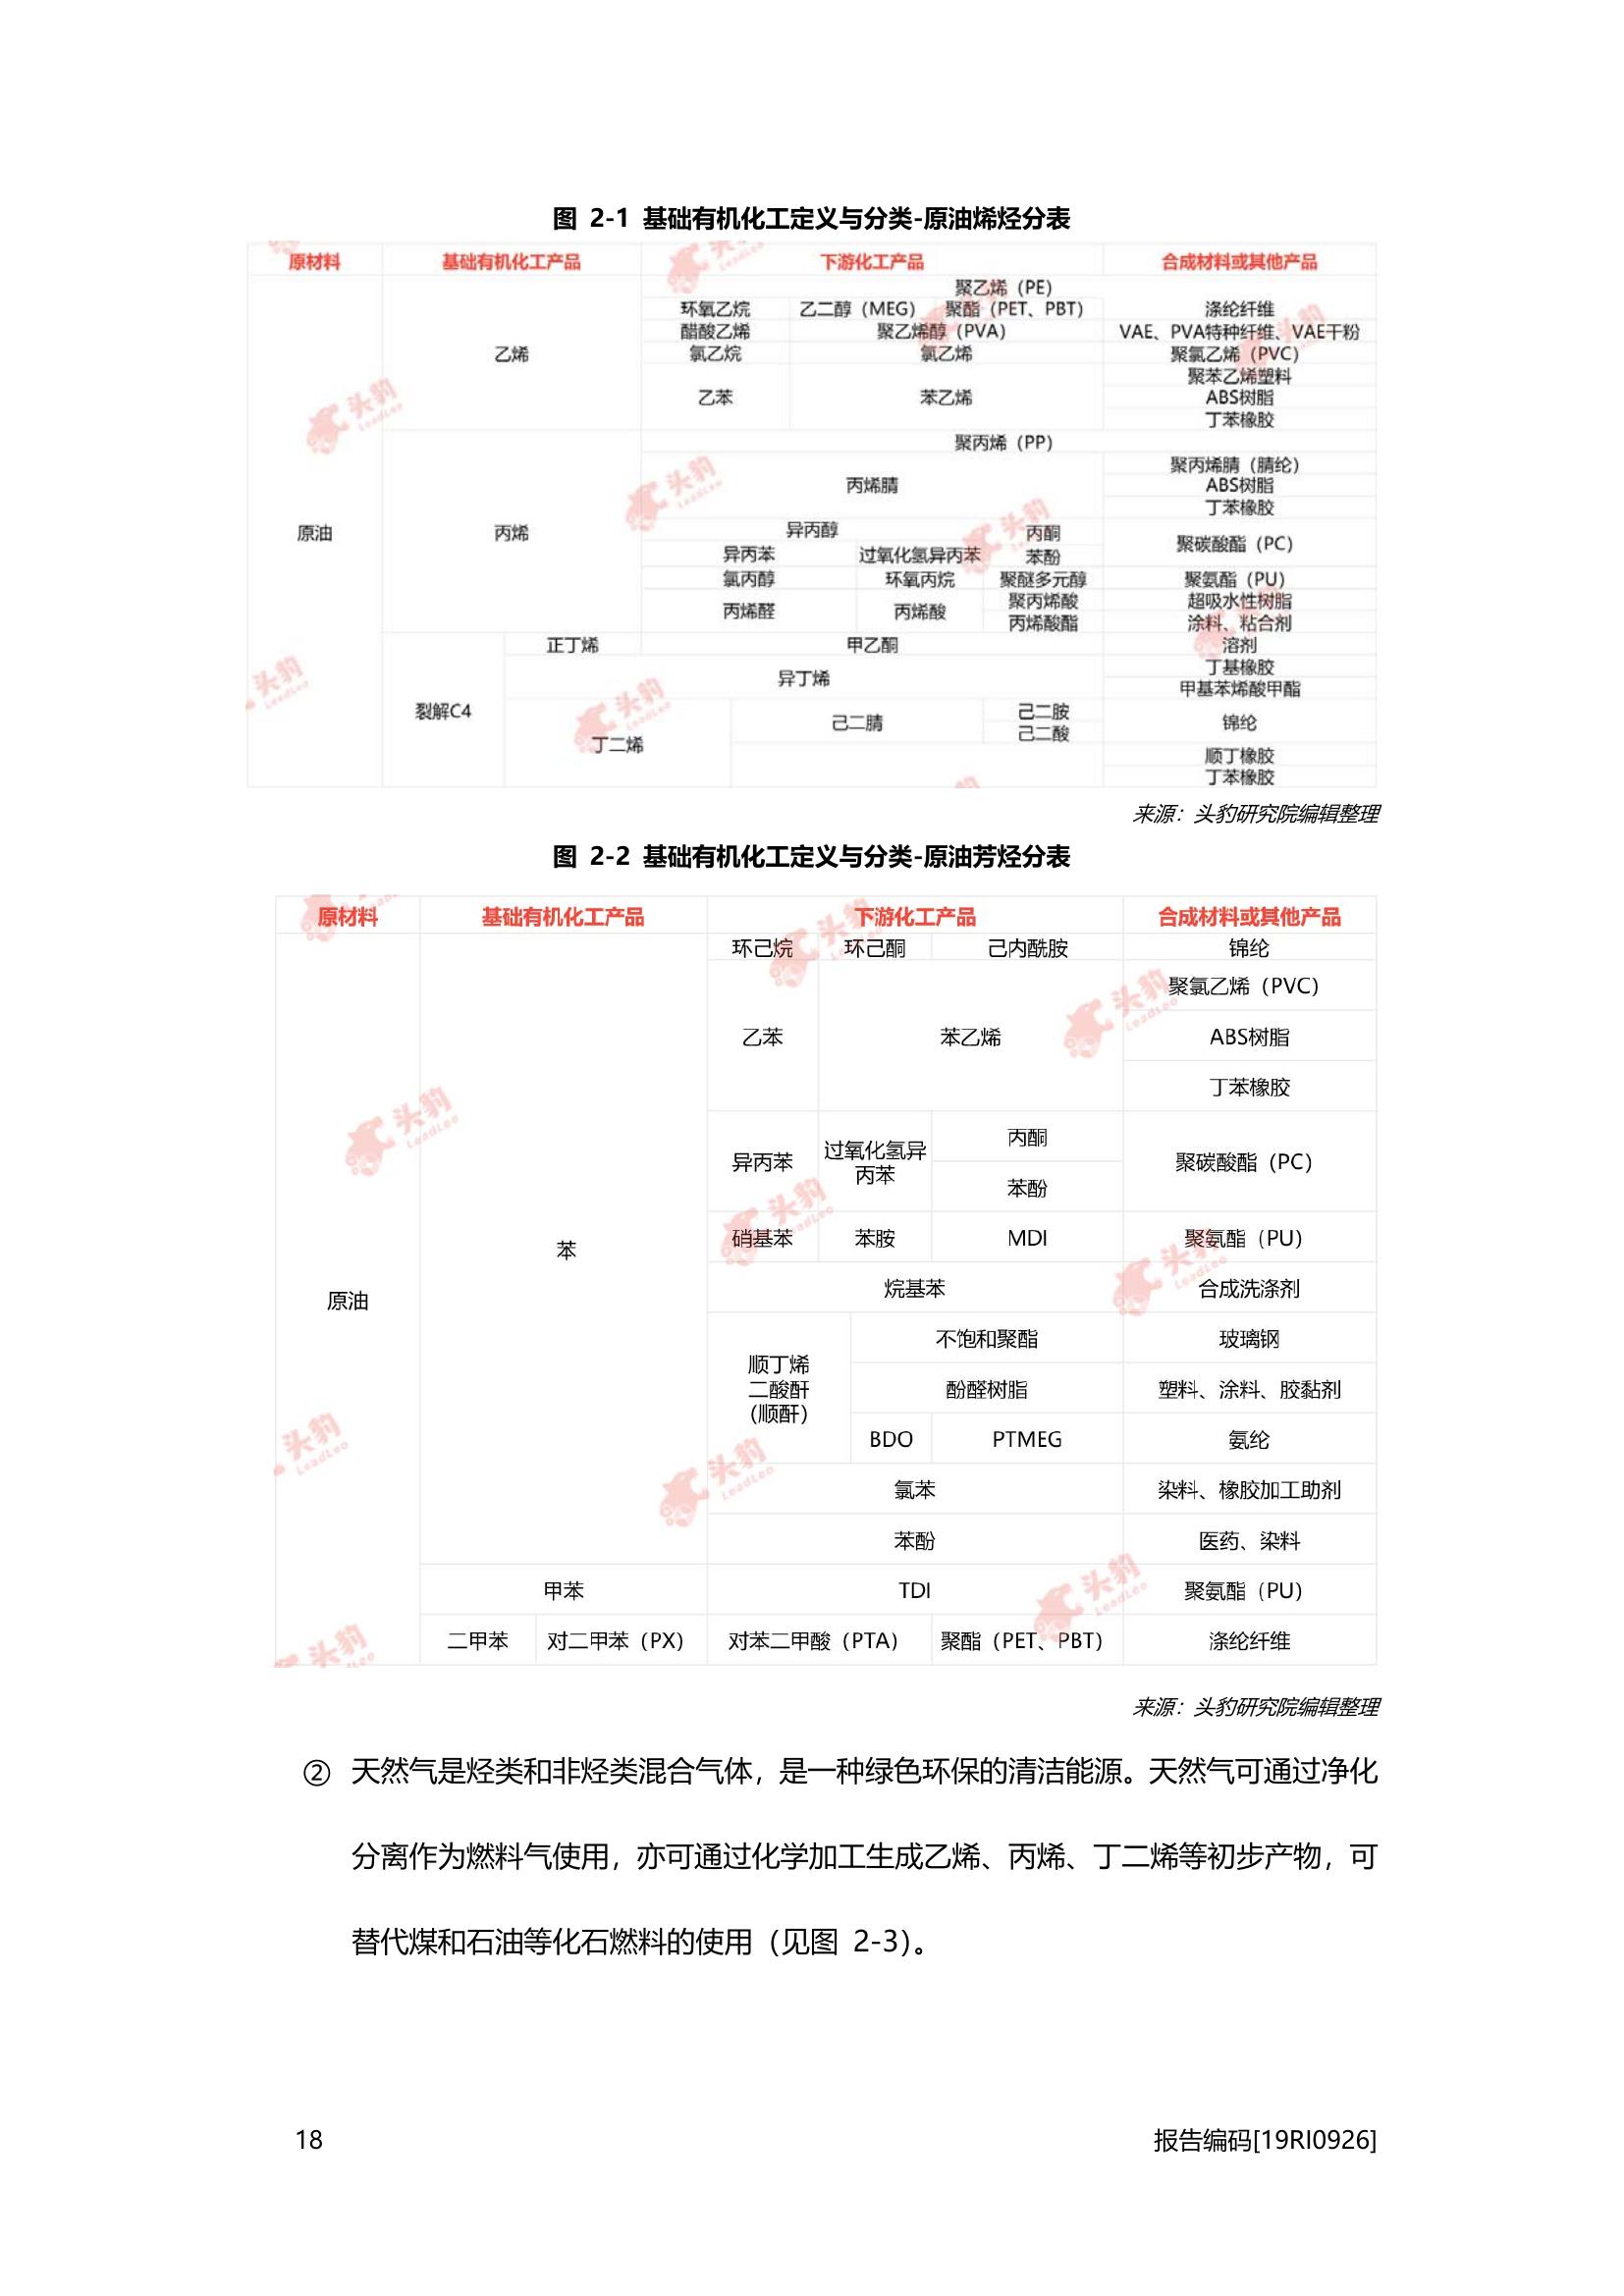 图 2-1 基础有机化工定义与分类-原油烯烃分表
原材料 基础有机化工产品 下游化工产品 合成材料或其他产品
聚乙烯（PE）
环氧乙烷 乙二醇（MEG） 聚酯（PET、PBT） 涤纶纤维
醋酸乙烯 聚乙烯醇（PVA） VAE、PVA特种纤维、VAE干粉
乙烯 氯乙烷 氯乙烯 聚氯乙烯（PVC）
聚苯乙烯塑料
乙苯 苯乙烯 ABS树脂
丁苯橡胶
聚丙烯（PP）
聚丙烯腈（腈纶）
丙烯腈 ABS树脂
丁苯橡胶
原油 丙烯 异丙醇 丙酮 聚碳酸酯（PC）
异丙苯 过氧化氢异丙苯 苯酚
氯丙醇 环氧丙烷 聚醚多元醇 聚氨酯（PU）
丙烯醛 丙烯酸 聚丙烯酸 超吸水性树脂
丙烯酸酯 涂料、粘合剂
正丁烯 甲乙酮 溶剂
异丁烯 丁基橡胶
甲基苯烯酸甲酯
裂解C4 己二腈 己二胺 锦纶
己二酸
丁二烯 顺丁橡胶
丁苯橡胶
来源：头豹研究院编辑整理
图 2-2 基础有机化工定义与分类-原油芳烃分表
原材料 基础有机化工产品 下游化工产品 合成材料或其他产品
环己烷 环己酮 己内酰胺 锦纶
聚氯乙烯（PVC）
乙苯 苯乙烯 ABS树脂
丁苯橡胶
异丙苯 过氧化氢异 丙酮 聚碳酸酯（PC）
丙苯 苯酚
硝基苯 苯胺 MDI 聚氨酯（PU）
苯
烷基苯 合成洗涤剂
原油
不饱和聚酯 玻璃钢
顺丁烯
二酸酐 酚醛树脂 塑料、涂料、胶黏剂
（顺酐）
BDO PTMEG 氨纶
氯苯 染料、橡胶加工助剂
苯酚 医药、染料
甲苯 TDI 聚氨酯（PU）
二甲苯 对二甲苯（PX） 对苯二甲酸（PTA） 聚酯（PET、PBT） 涤纶纤维
来源：头豹研究院编辑整理
② 天然气是烃类和非烃类混合气体，是一种绿色环保的清洁能源。天然气可通过净化
分离作为燃料气使用，亦可通过化学加工生成乙烯、丙烯、丁二烯等初步产物，可
替代煤和石油等化石燃料的使用（见图 2-3）。
18 报告编码[19RI0926]